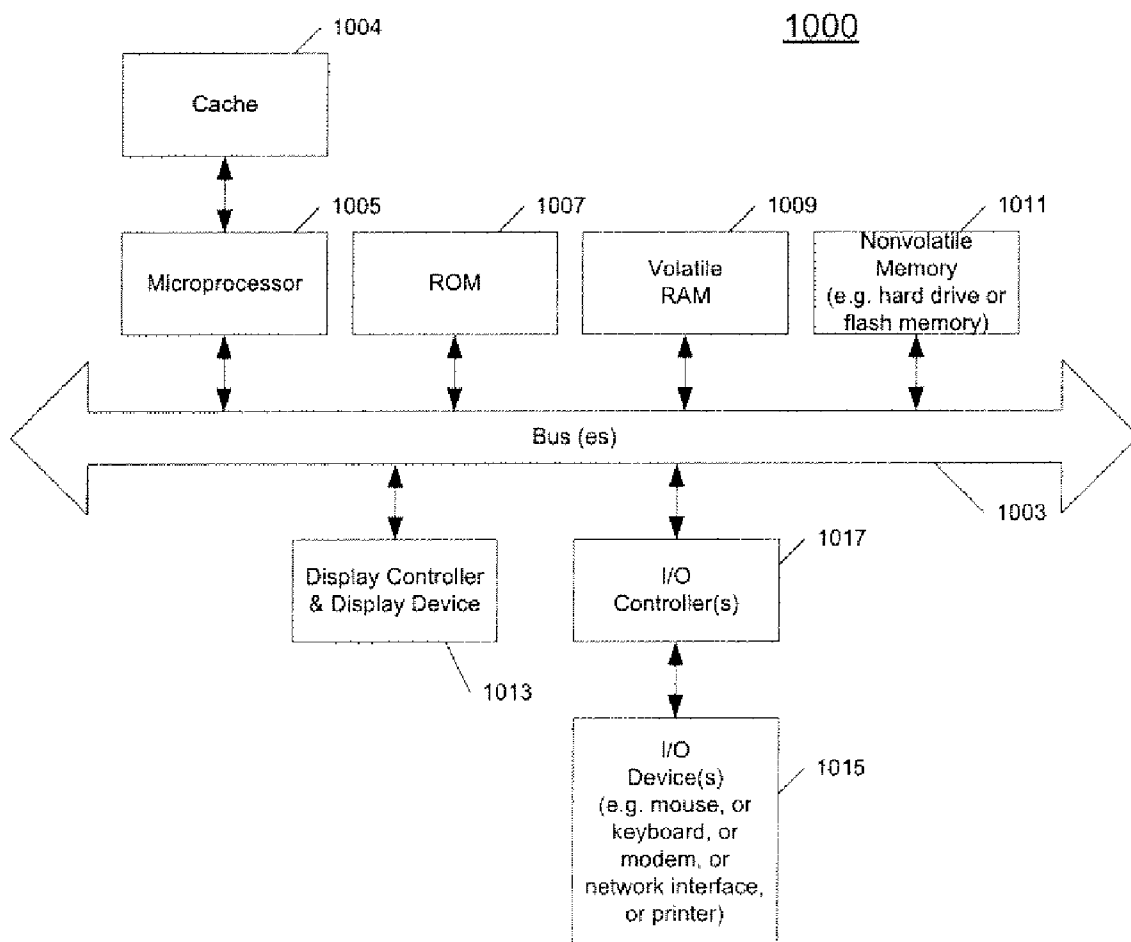 1004
1000
Cache
1005
1007
1009
1011
Microprocessor
ROM
Volatile
RAM
Nonvolatile
Memory
(e.g. hard drive or
flash memory)
Bus (es)
1003
Display Controller
& Display Device
1013
1017
I/O
Controller(s)
I/O
Device(s)
(e.g. mouse, or
keyboard, or
modem, or
network interface,
or printer)
1015